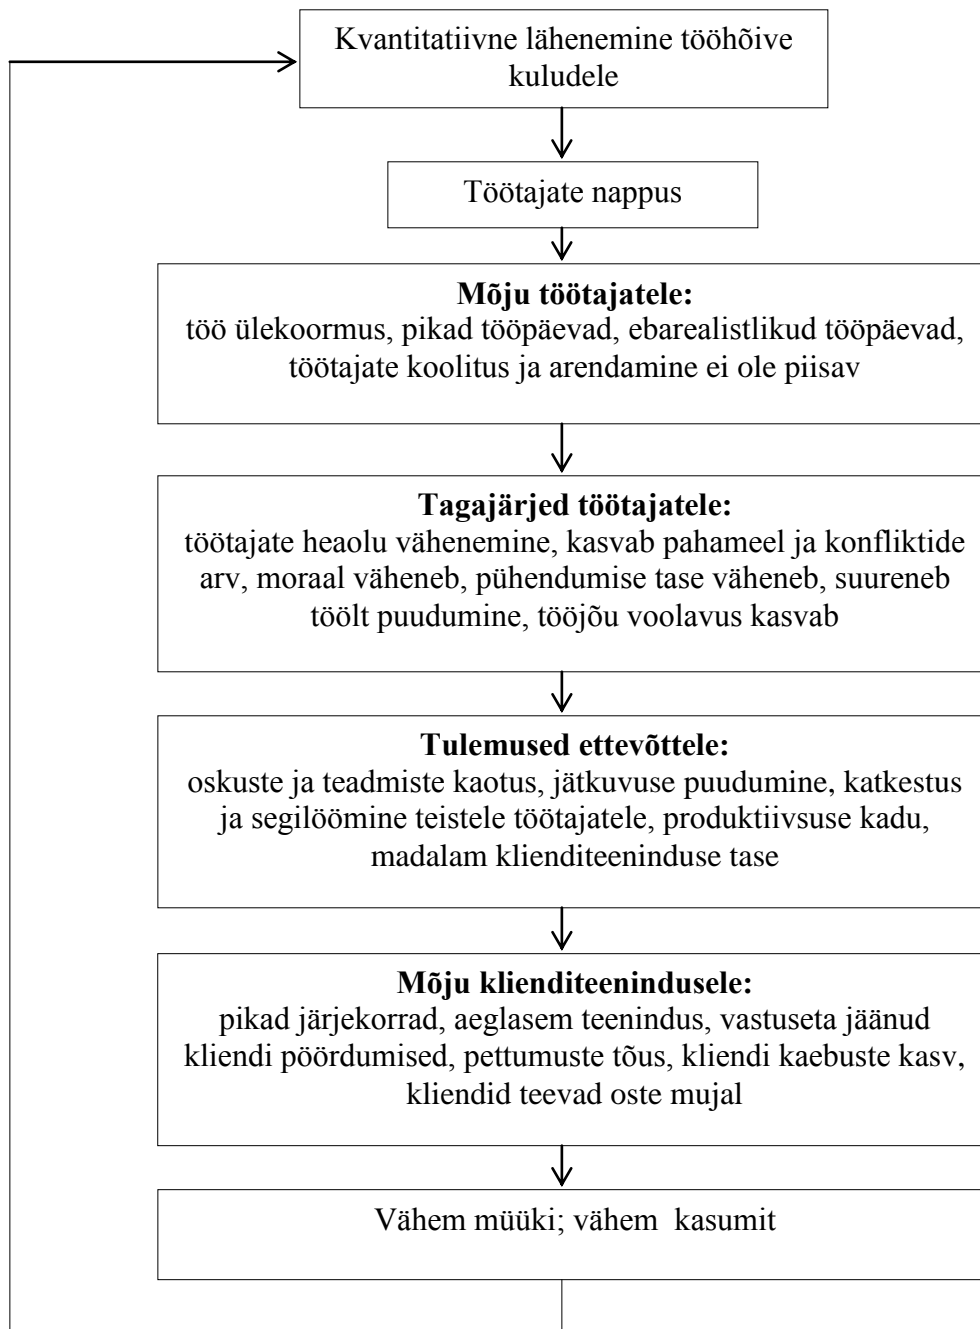 Kvantitatiivne lähenemine tööhõive
kuludele
Töötajate nappus
Mõju töötajatele:
töö ülekoormus, pikad tööpäevad, ebarealistlikud tööpäevad,
töötajate koolitus ja arendamine ei ole piisav
Tagajärjed töötajatele:
töötajate heaolu vähenemine, kasvab pahameel ja konfliktide
arv, moraal väheneb, pühendumise tase väheneb, suureneb
töölt puudumine, tööjõu voolavus kasvab
Tulemused ettevõttele:
oskuste ja teadmiste kaotus, jätkuvuse puudumine, katkestus
ja segilöömine teistele töötajatele, produktiivsuse kadu,
madalam klienditeeninduse tase
Mõju klienditeenindusele:
pikad järjekorrad, aeglasem teenindus, vastuseta jäänud
kliendi pöördumised, pettumuste tõus, kliendi kaebuste kasv,
kliendid teevad oste mujal
Vähem müüki; vähem kasumit